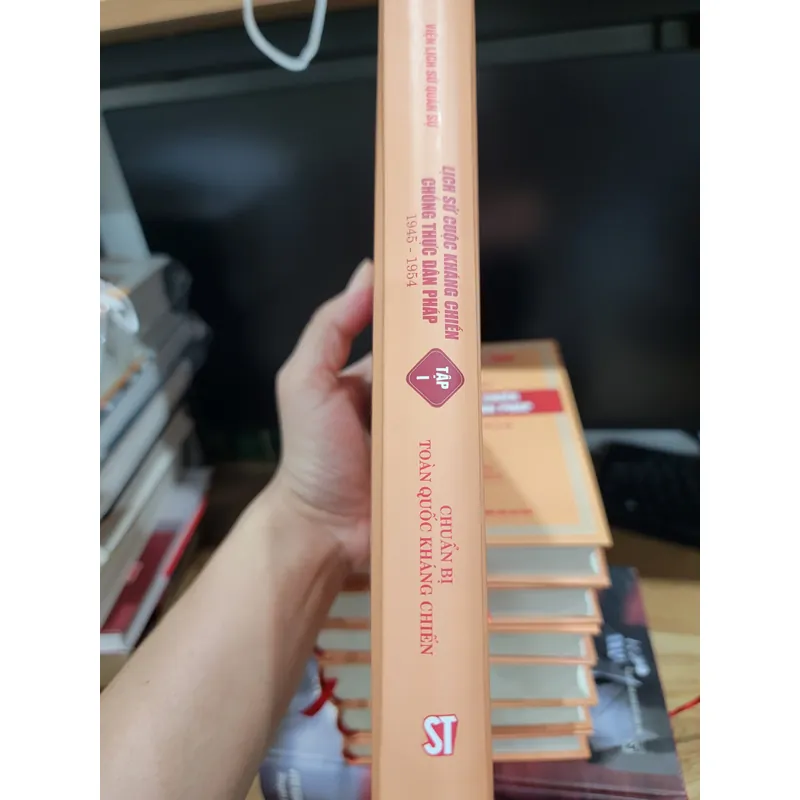 VIỆN LỊCH SỬ QUÂN SỰ
LỊCH SỬ CUỘC KHÁNG CHIẾN
CHỐNG THỰC DÂN PHÁP
1945 - 1954
TẬP
I
CHUẨN BỊ
TOÀN QUỐC KHÁNG CHIẾN
ST